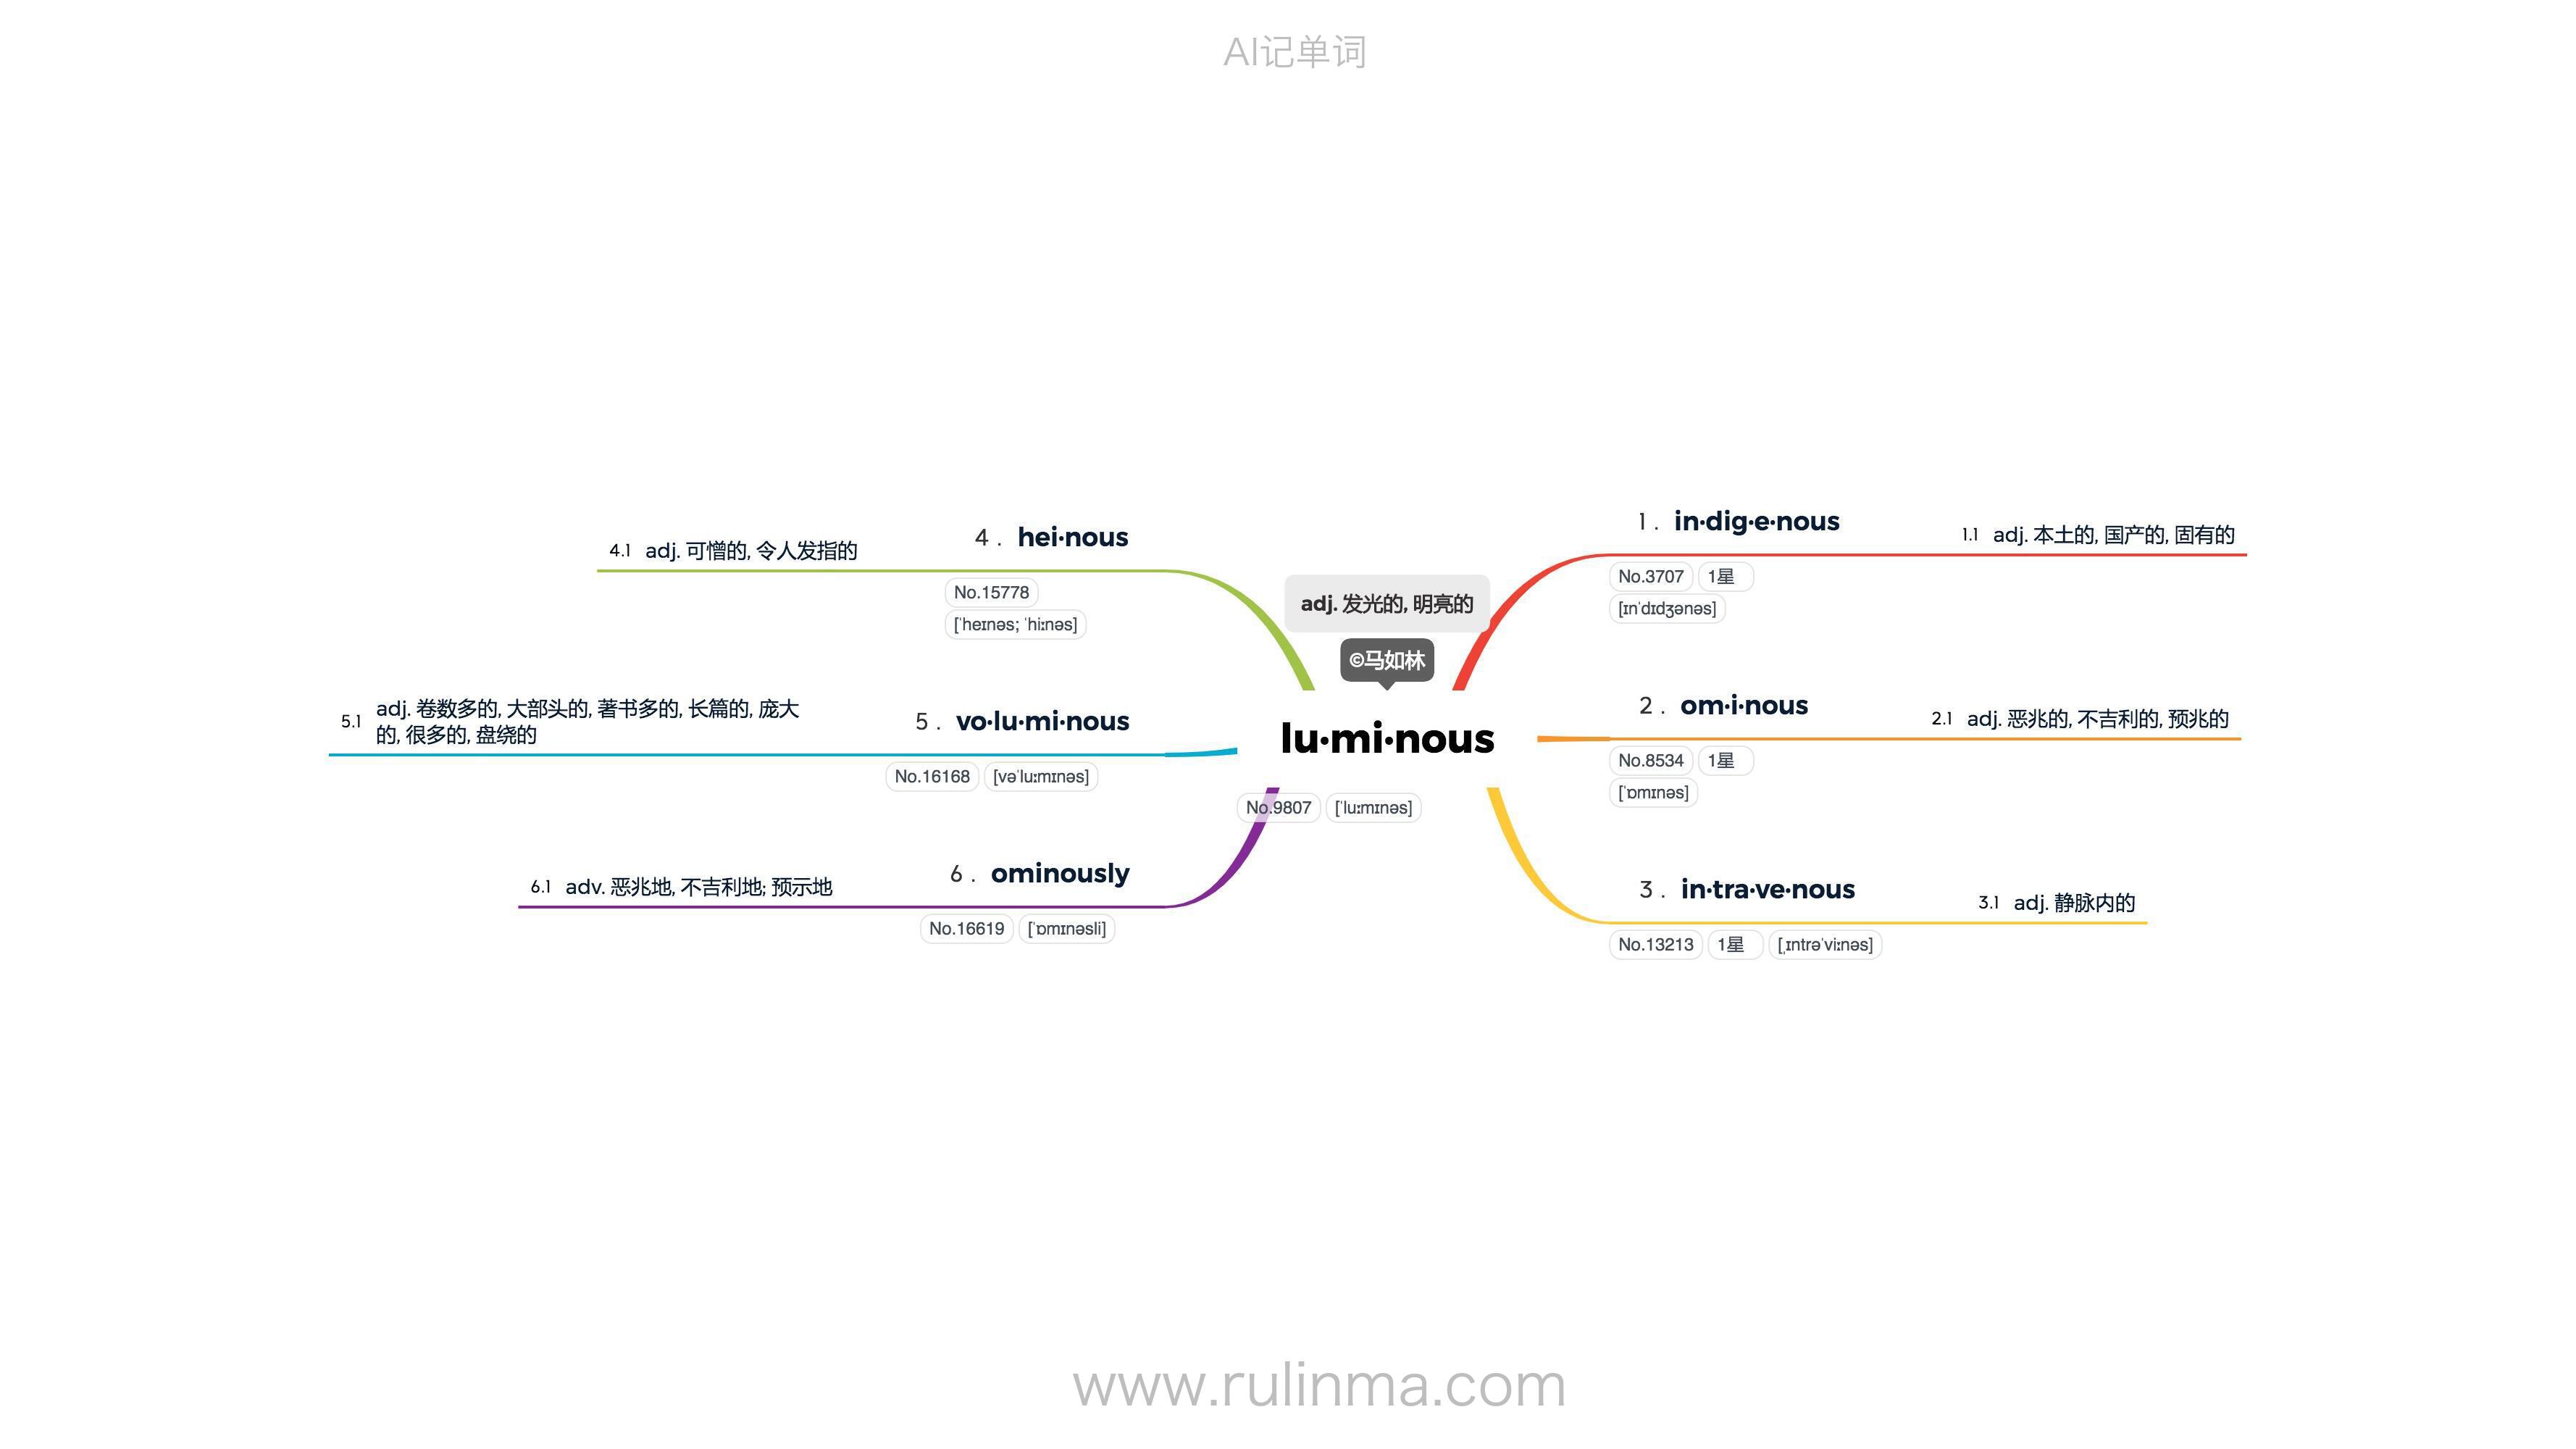 AI记单词
adj. 发光的, 明亮的
©马如林
lu·mi·nous
No.9807 [ˈluːmɪnəs]
1 . in·dig·e·nous
No.3707 1星
[ɪnˈdɪdʒənəs]
1.1 adj. 本土的, 国产的, 固有的
2 . om·i·nous
No.8534 1星
[ˈɒmɪnəs]
2.1 adj. 恶兆的, 不吉利的, 预兆的
3 . in·tra·ve·nous
No.13213 1星 [ˌɪntrəˈviːnəs]
3.1 adj. 静脉内的
4 . hei·nous
No.15778
[ˈheɪnəs; ˈhiːnəs]
4.1 adj. 可憎的, 令人发指的
5 . vo·lu·mi·nous
No.16168 [vəˈluːmɪnəs]
5.1 adj. 卷数多的, 大部头的, 著书多的, 长篇的, 庞大
的, 很多的, 盘绕的
6 . ominously
No.16619 [ˈɒmɪnəsli]
6.1 adv. 恶兆地, 不吉利地; 预示地
www.rulinma.com